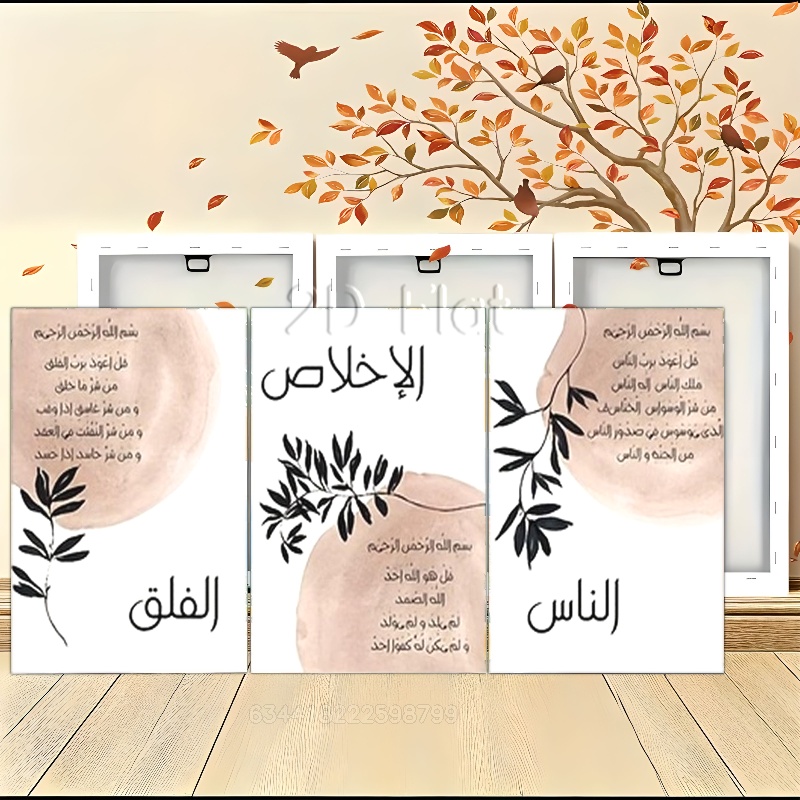 2D Flat
بسم الله الرحمن الرحيم
قل أعوذ برب الفلق
من شر ما خلق
و من شر غاسق إذا وقب
و من شر النفثت في العقد
و من شر حاسد إذا حسد
الفلق
الإخلاص
بسم الله الرحمن الرحيم
قل هو الله أحد
الله الصمد
لم يلد و لم يولد
و لم يكن له كفوا أحد
بسم الله الرحمن الرحيم
قل أعوذ برب الناس
ملك الناس إله الناس
من شر الوسواس الخناس
الذي يوسوس في صدور الناس
من الجنة و الناس
الناس